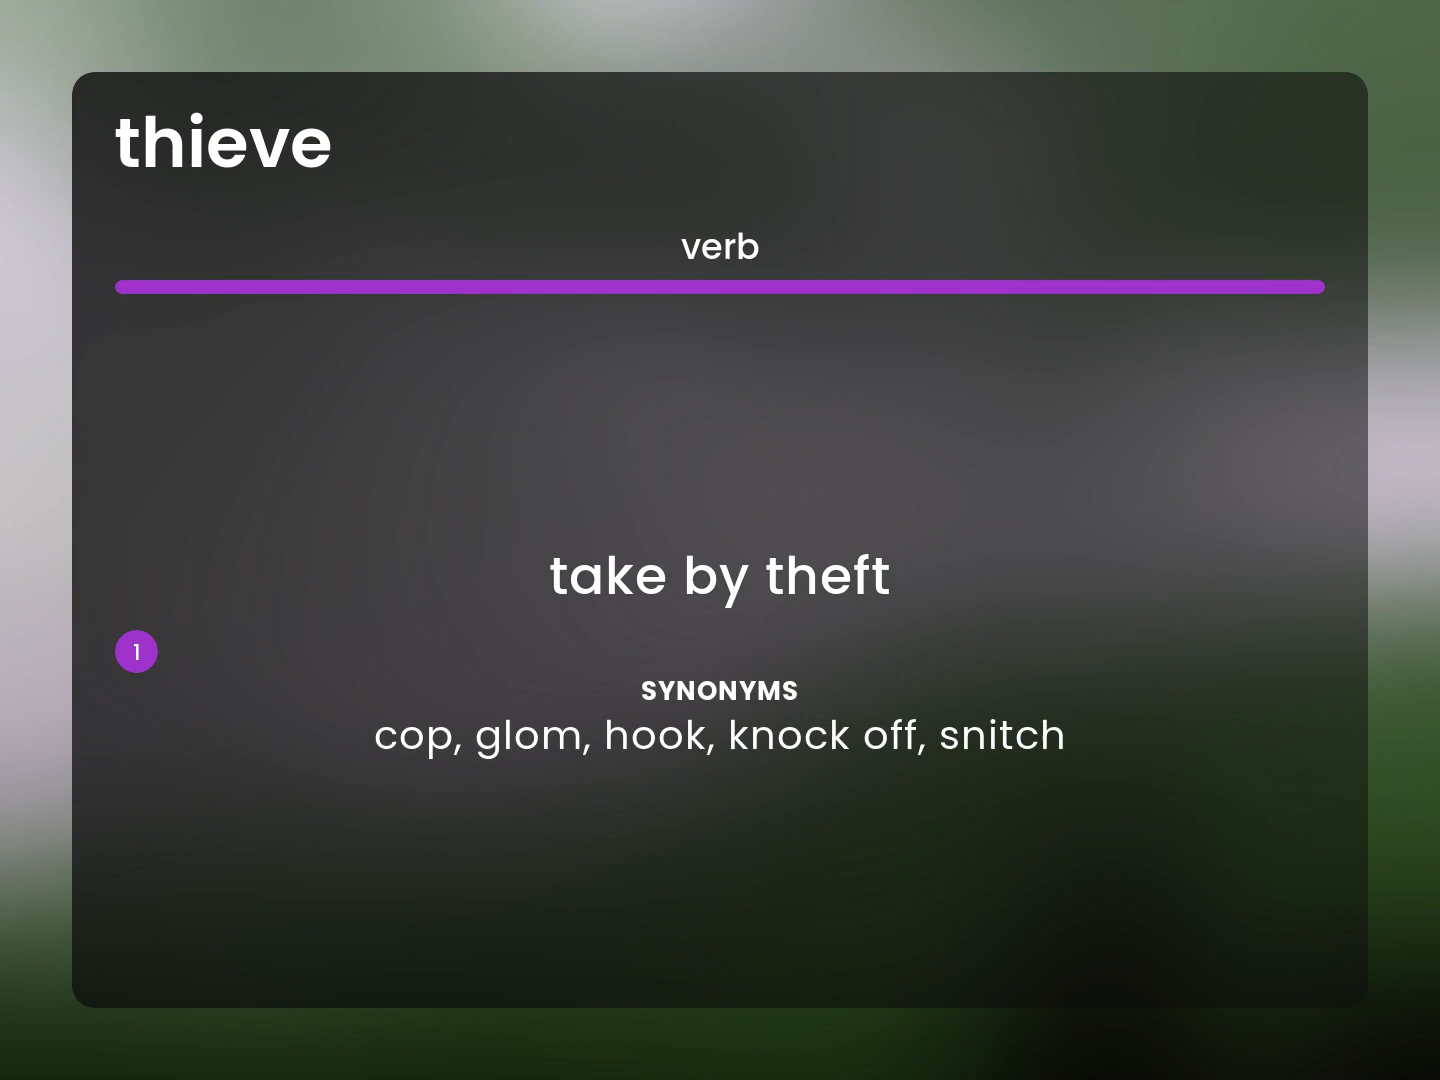 thieve
verb
take by theft
1
SYNONYMS
cop, glom, hook, knock off, snitch